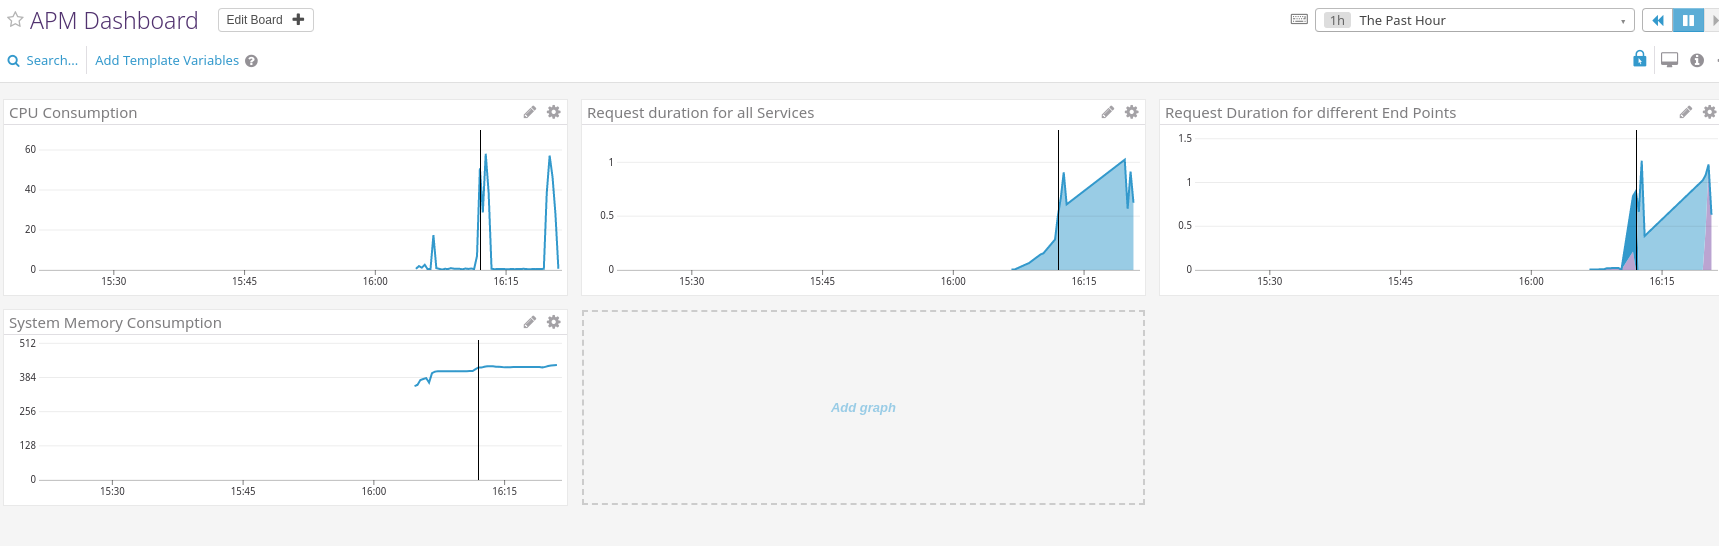 APM Dashboard
Edit Board
1h The Past Hour
Search...
Add Template Variables
CPU Consumption
60
40
20
0
15:30 15:45 16:00 16:15
Request duration for all Services
1
0.5
0
15:30 15:45 16:00 16:15
Request Duration for different End Points
1.5
1
0.5
0
15:30 15:45 16:00 16:15
System Memory Consumption
512
384
256
128
0
15:30 15:45 16:00 16:15
Add graph